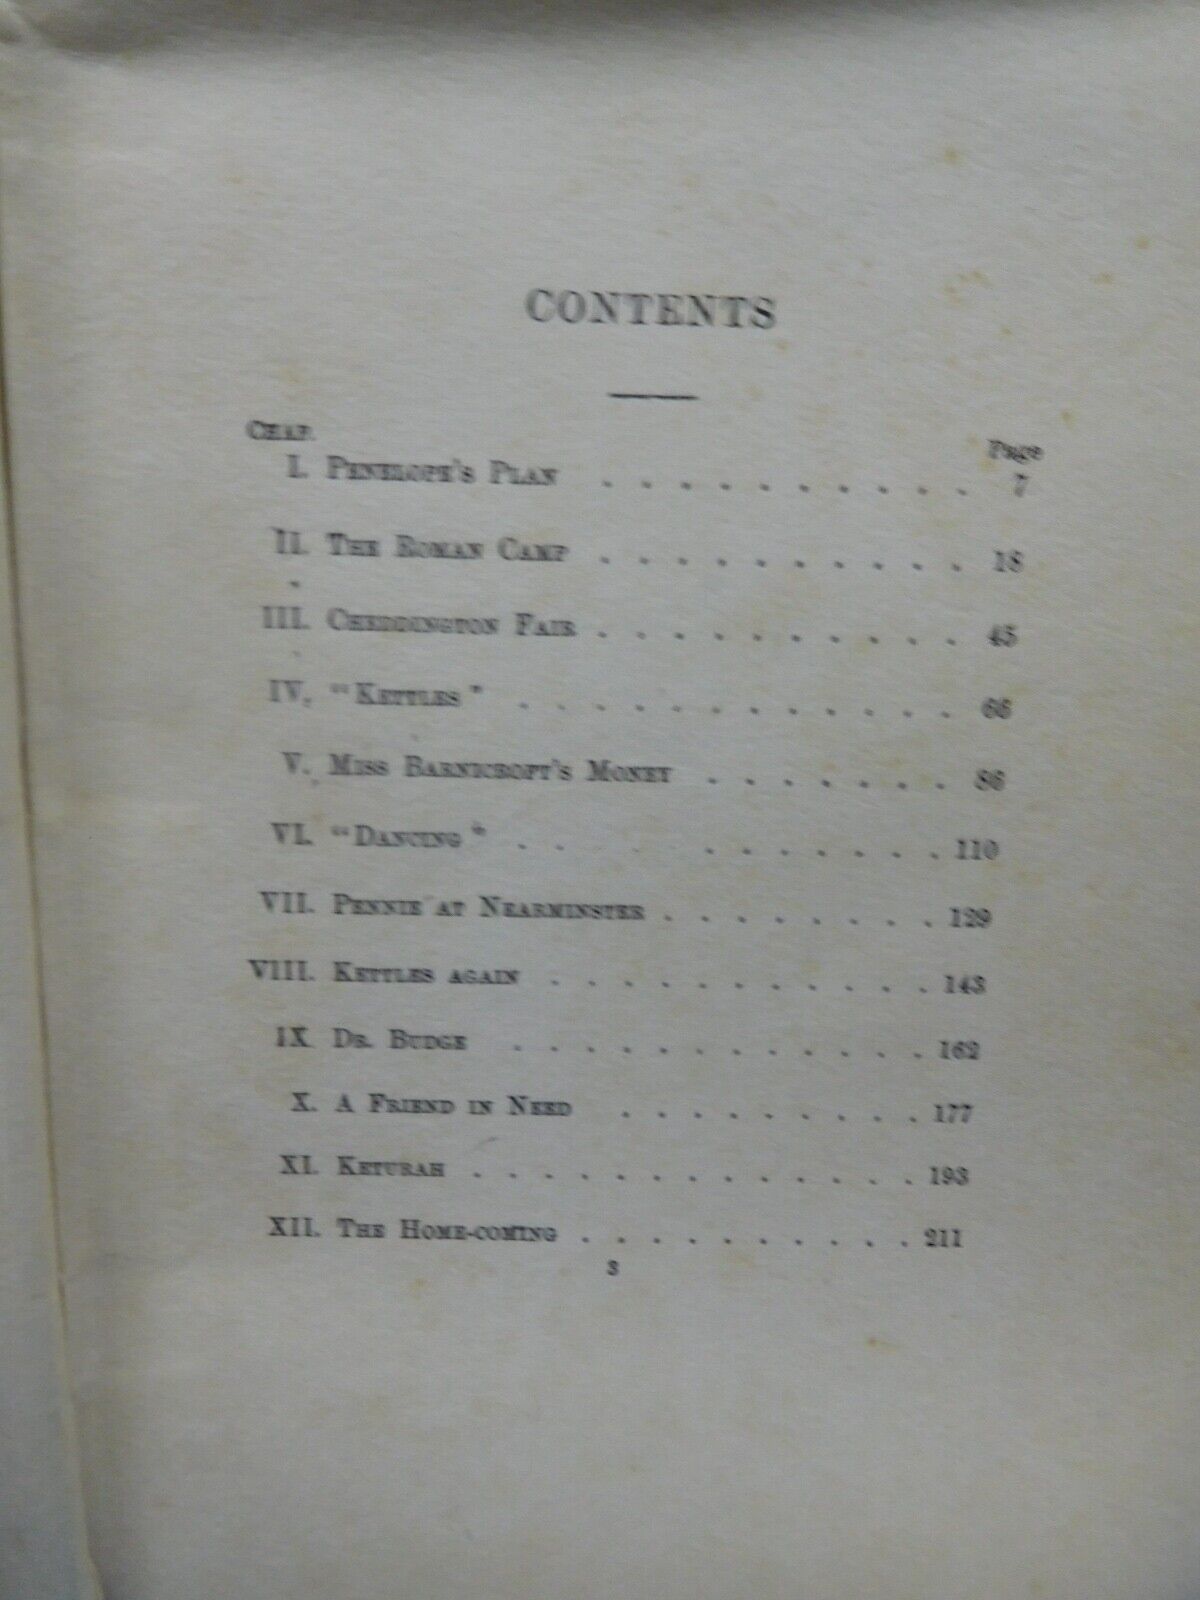 CONTENTS
CHAP. Page
I. PENELOPE'S PLAN . . . . . . . . . . 7
II. THE ROMAN CAMP . . . . . . . . . . 18
III. CHEDDINGTON FAIR . . . . . . . . . . 45
IV. "KETTLES" . . . . . . . . . . . . 66
V. MISS BARNICROFT'S MONEY . . . . . . . 86
VI. "DANCING" . . . . . . . . . . 110
VII. PENNIE AT NEARMINSTER . . . . . . . . 129
VIII. KETTLES AGAIN . . . . . . . . . . . 143
IX DR. BUDGE . . . . . . . . . . . . 162
X. A FRIEND IN NEED . . . . . . . . . 177
XI. KETURAH . . . . . . . . . . . . . 193
XII. THE HOME-COMING . . . . . . . . . . 211
3